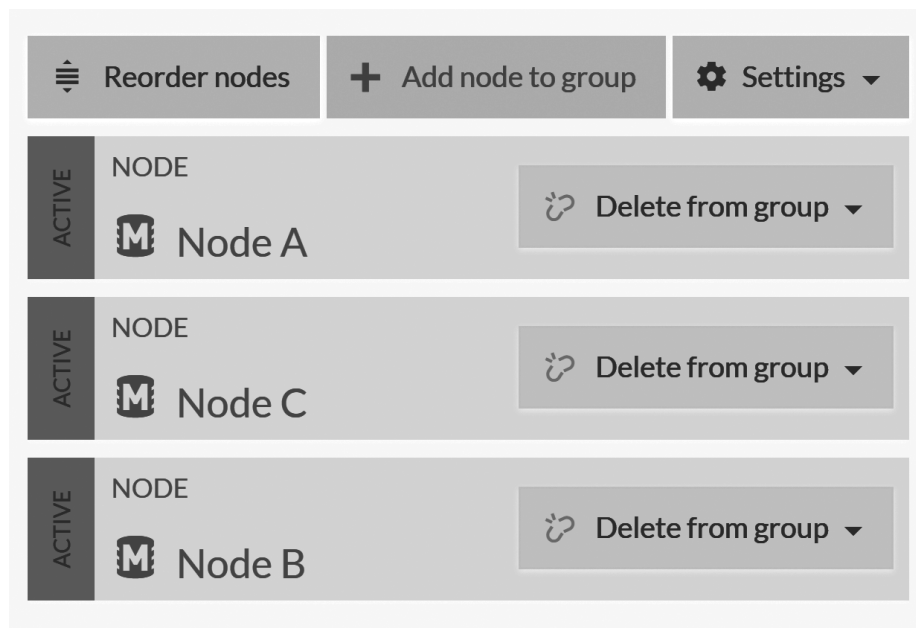 Reorder nodes
Add node to group
Settings
ACTIVE
NODE
M
Node A
Delete from group
ACTIVE
NODE
M
Node C
Delete from group
ACTIVE
NODE
M
Node B
Delete from group